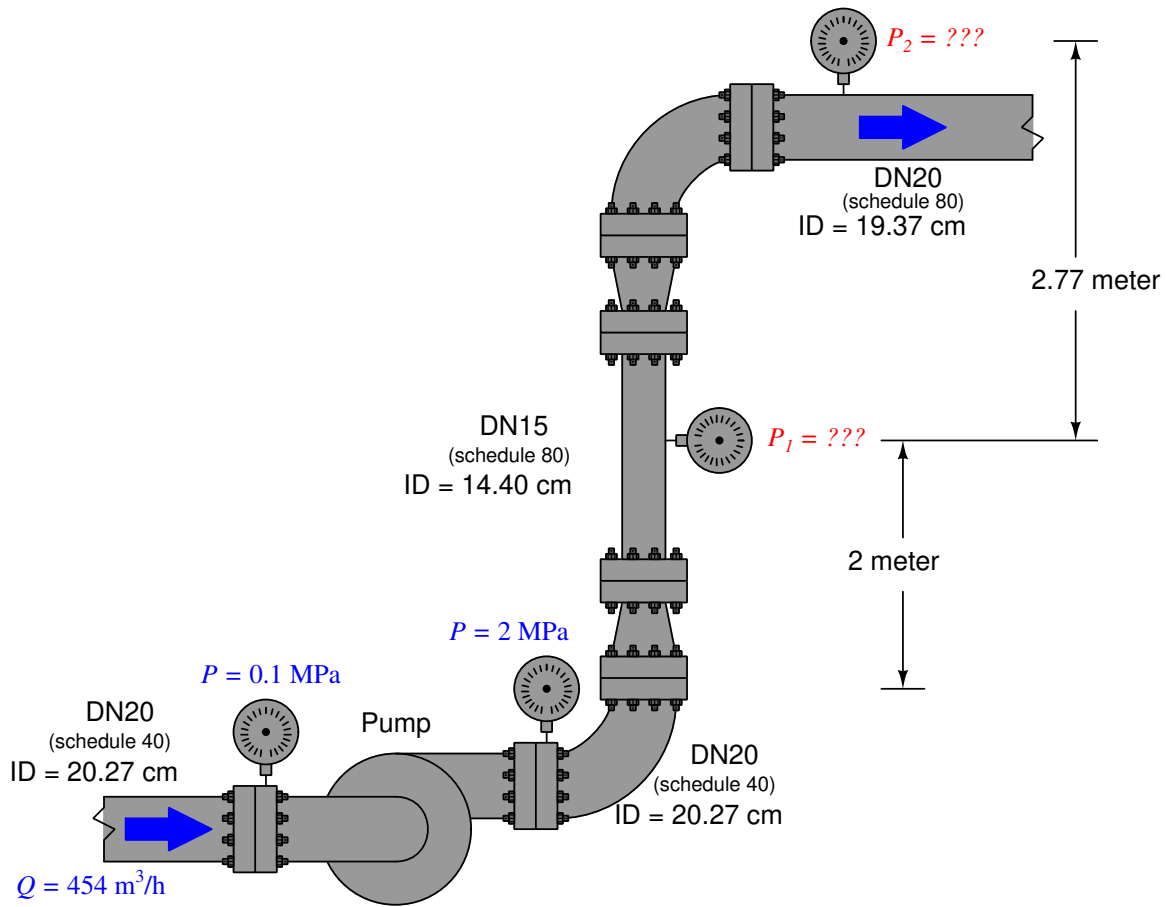 P₂ = ???
DN20
(schedule 80)
ID = 19.37 cm
2.77 meter
DN15
(schedule 80)
ID = 14.40 cm
P₁ = ???
2 meter
P = 2 MPa
P = 0.1 MPa
DN20
(schedule 40)
ID = 20.27 cm
Pump
DN20
(schedule 40)
ID = 20.27 cm
Q = 454 m³/h